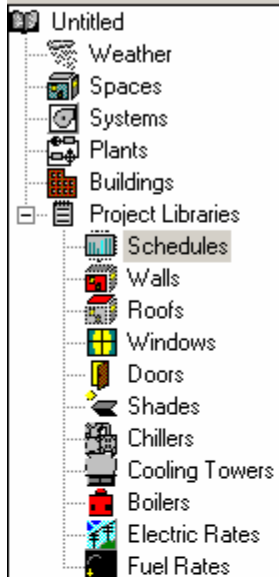 Untitled
Weather
Spaces
Systems
Plants
Buildings
Project Libraries
Schedules
Walls
Roofs
Windows
Doors
Shades
Chillers
Cooling Towers
Boilers
Electric Rates
Fuel Rates